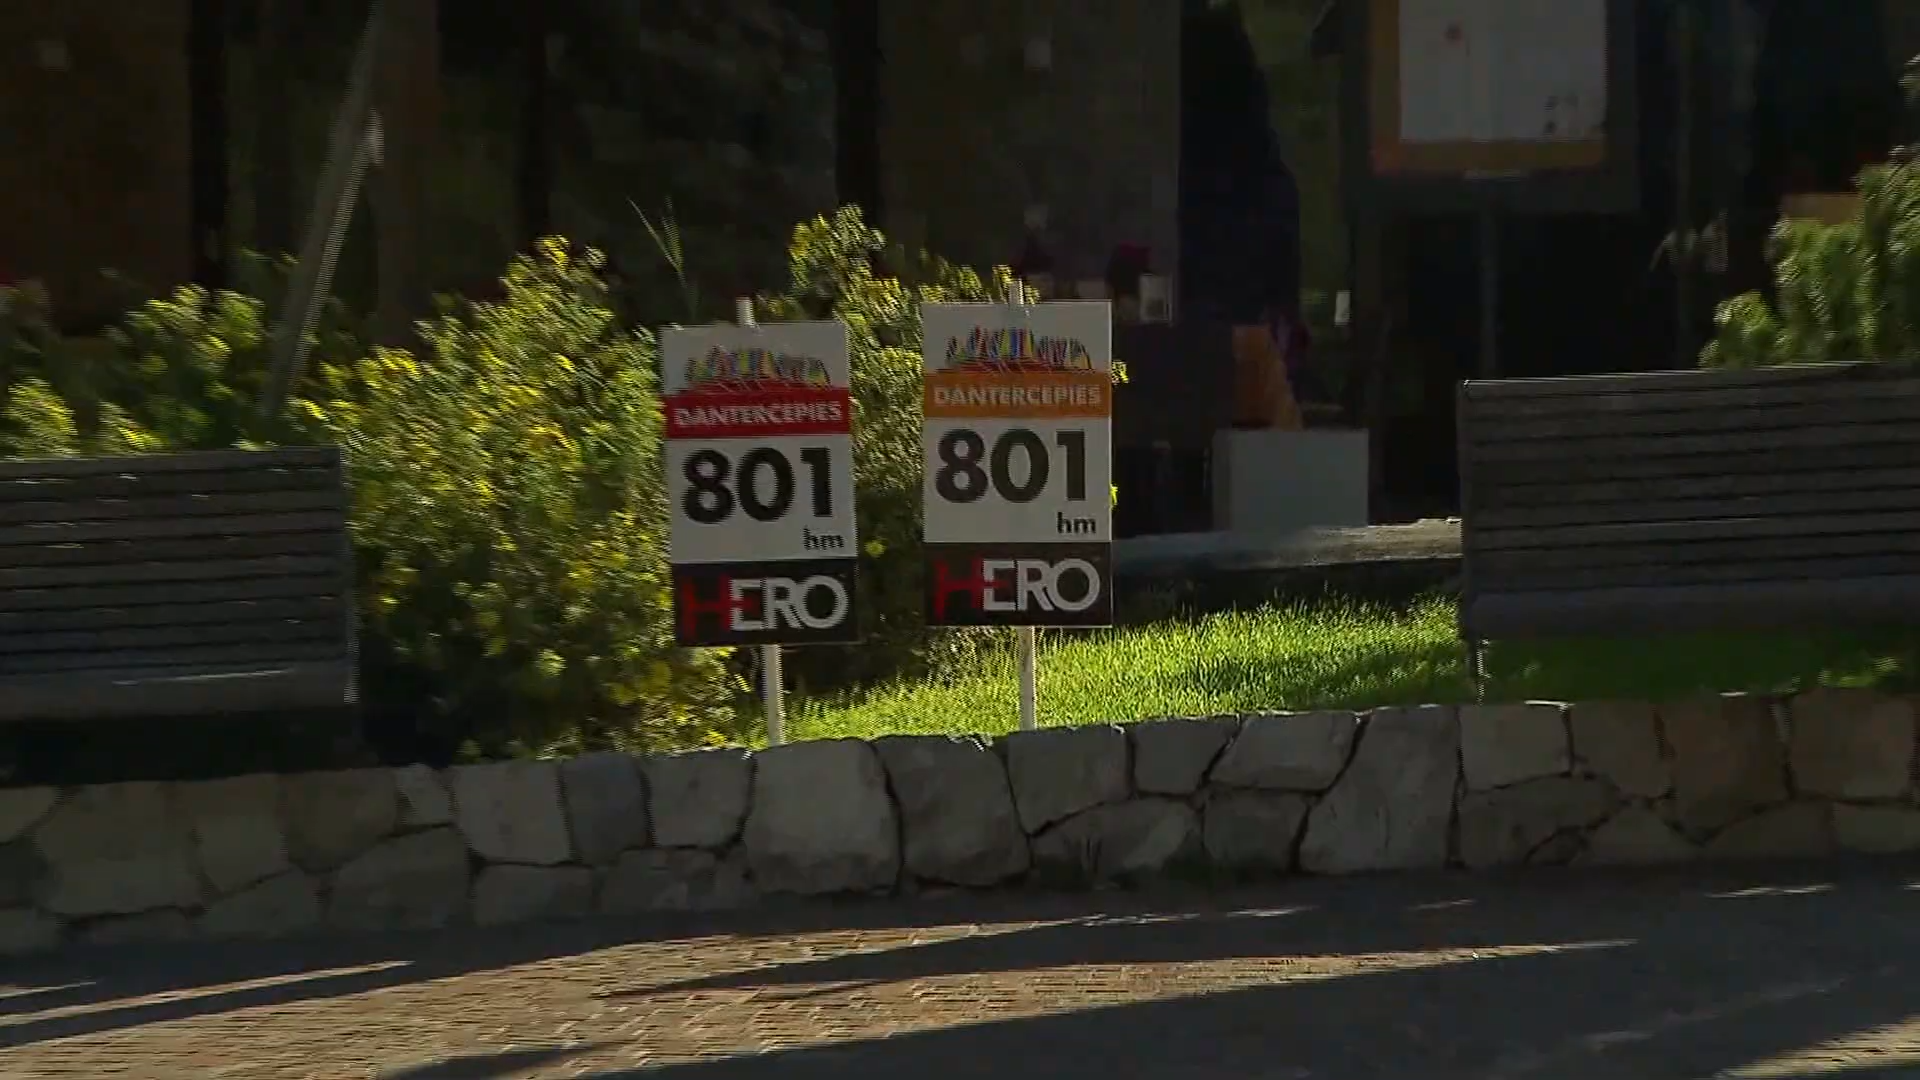 DANTERCEPIES
801
hm
HERO
DANTERCEPIES
801
hm
HERO